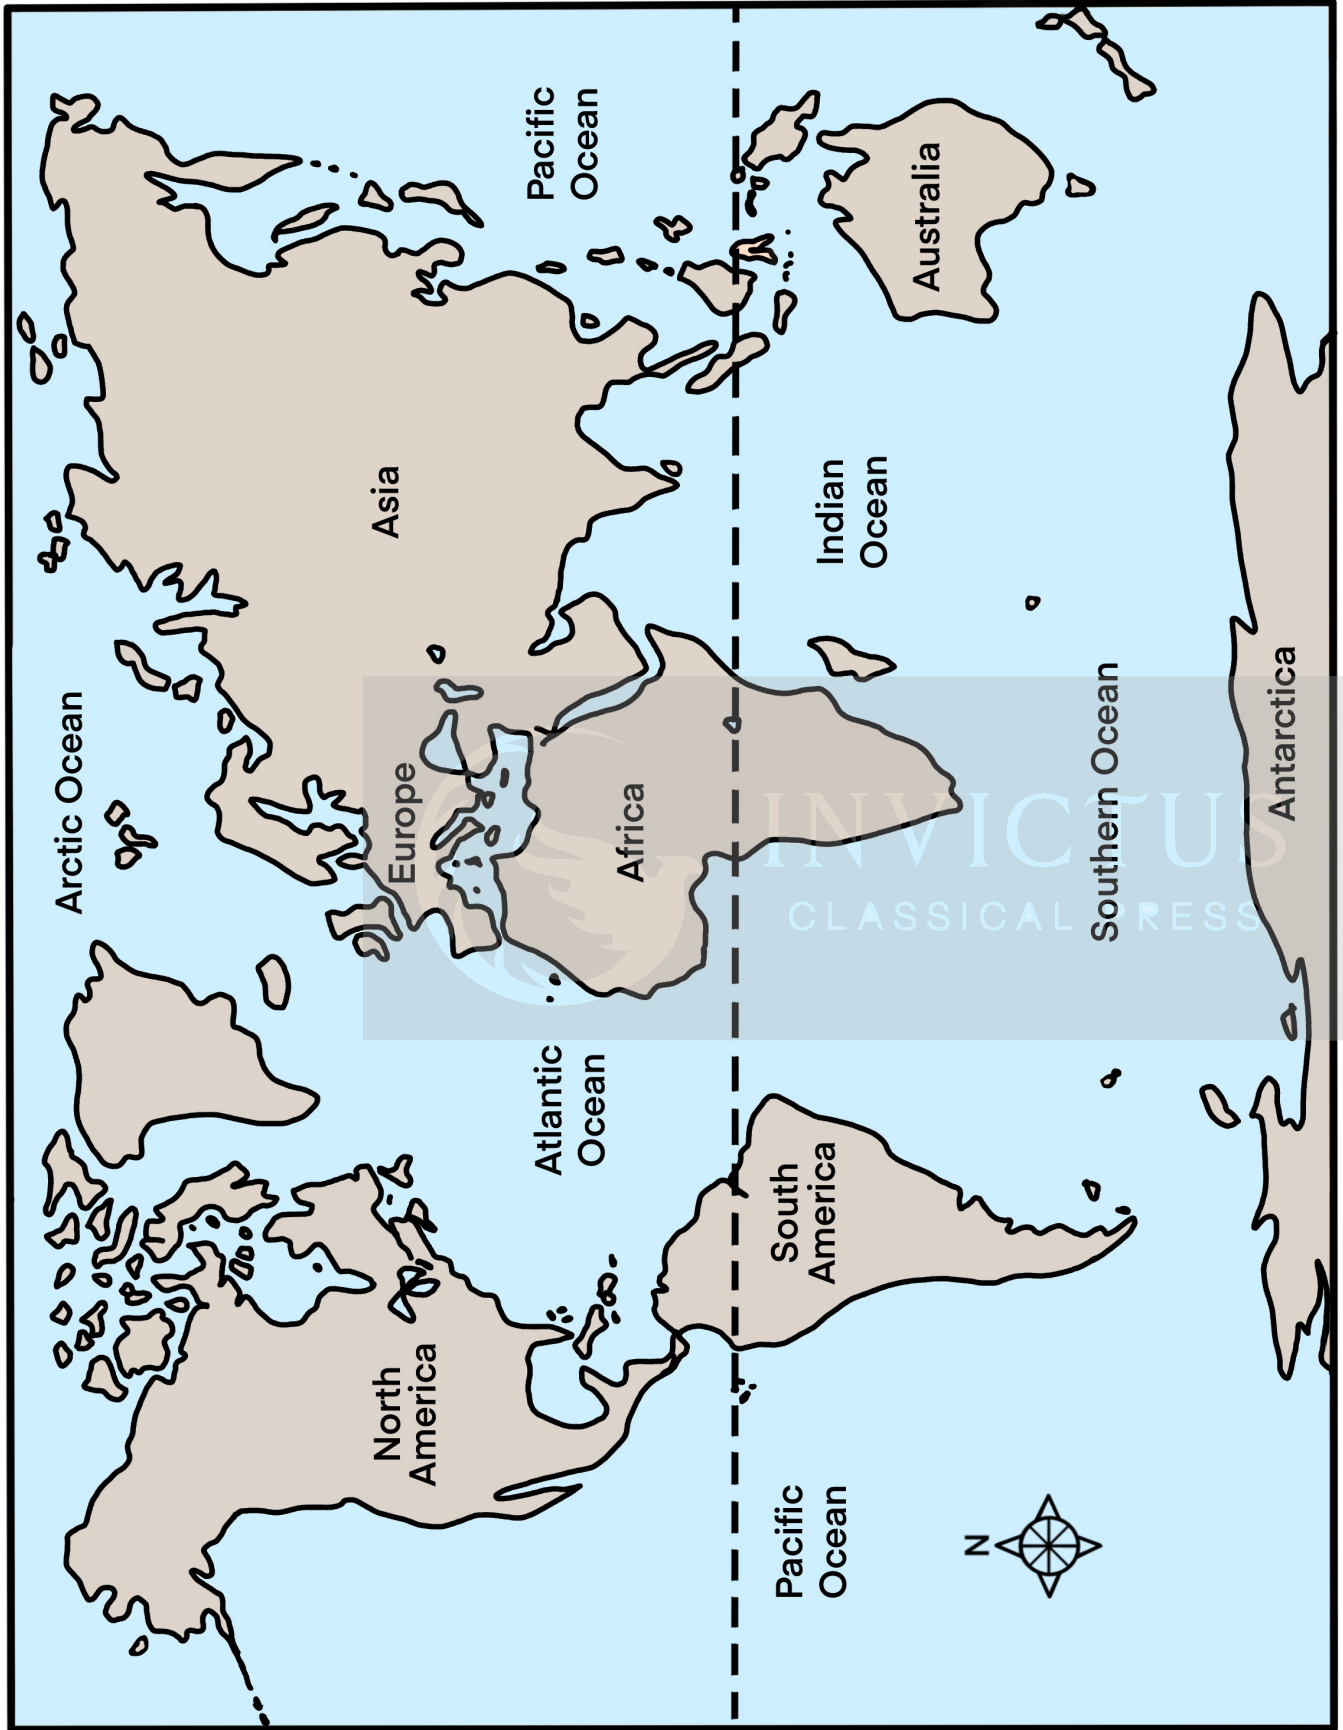 Arctic Ocean
North
America
Europe
Asia
Atlantic
Ocean
Pacific
Ocean
Africa
South
America
Pacific
Ocean
Indian
Ocean
Australia
INVICTUS
CLASSICAL PRESS
N
Southern Ocean
Antarctica